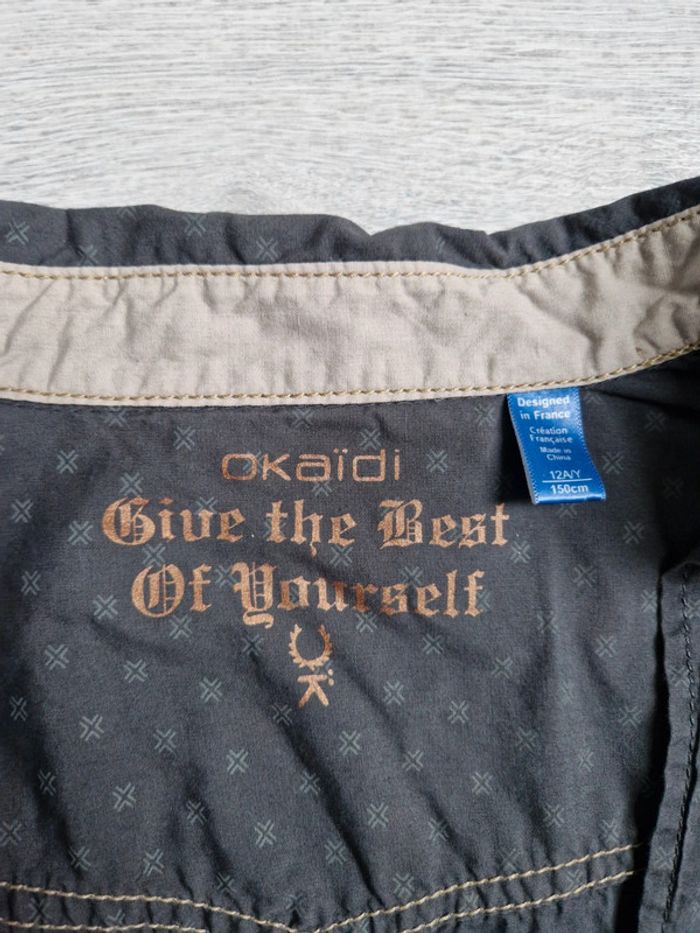 OKaïdi
Give the Best
Of Yourself
OK
Designed
in France
Création
Française
Made in
China
12A/Y
150cm